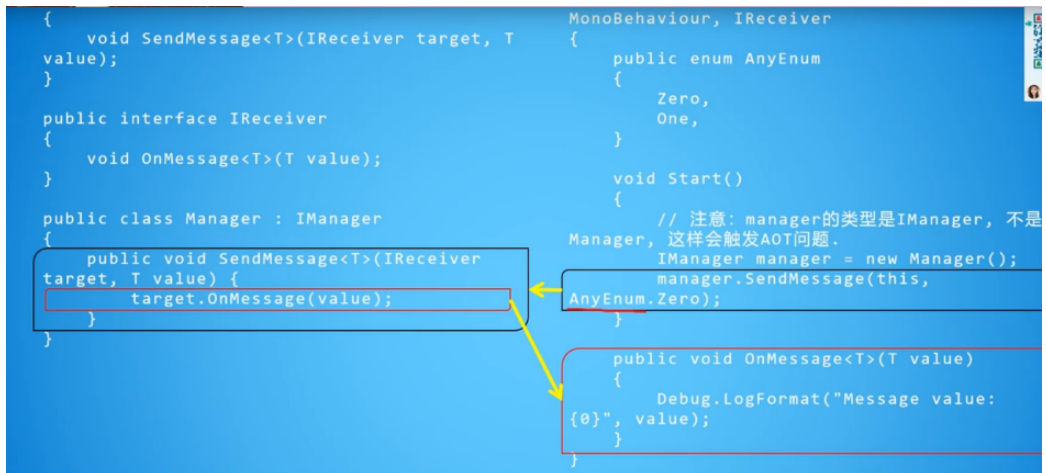 {
void SendMessage<T>(IReceiver target, T
value);
}
public interface IReceiver
{
void OnMessage<T>(T value);
}
public class Manager : IManager
{
public void SendMessage<T>(IReceiver
target, T value) {
target.OnMessage(value);
}
}
MonoBehaviour, IReceiver
{
public enum AnyEnum
{
Zero,
One,
}
void Start()
{
// 注意: manager的类型是IManager, 不是
Manager, 这样会触发AOT问题.
IManager manager = new Manager();
manager.SendMessage(this,
AnyEnum.Zero);
}
public void OnMessage<T>(T value)
{
Debug.LogFormat("Message value:
{0}", value);
}
}